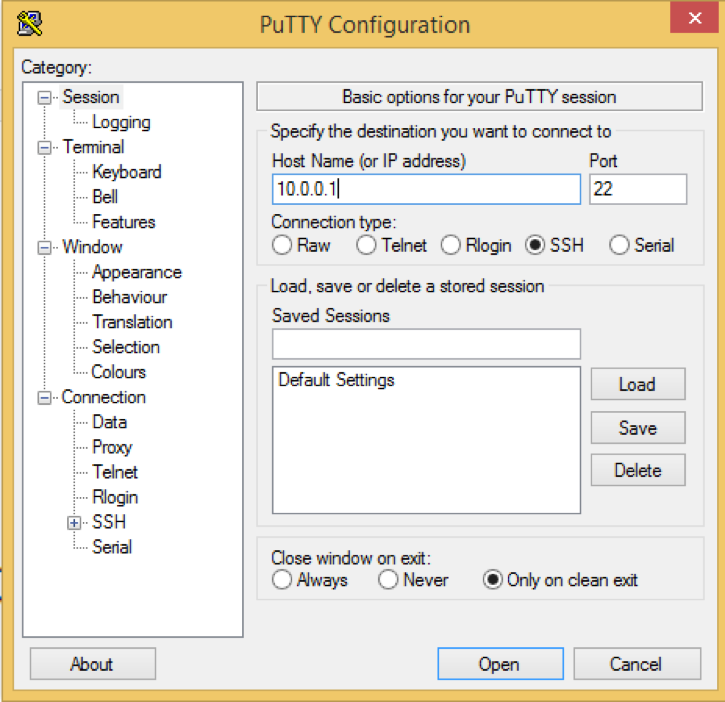 PuTTY Configuration
Category:
Session
Logging
Terminal
Keyboard
Bell
Features
Window
Appearance
Behaviour
Translation
Selection
Colours
Connection
Data
Proxy
Telnet
Rlogin
SSH
Serial
Basic options for your PuTTY session
Specify the destination you want to connect to
Host Name (or IP address) Port
10.0.0.1 22
Connection type:
Raw Telnet Rlogin SSH Serial
Load, save or delete a stored session
Saved Sessions
Default Settings
Load
Save
Delete
Close window on exit:
Always Never Only on clean exit
About Open Cancel